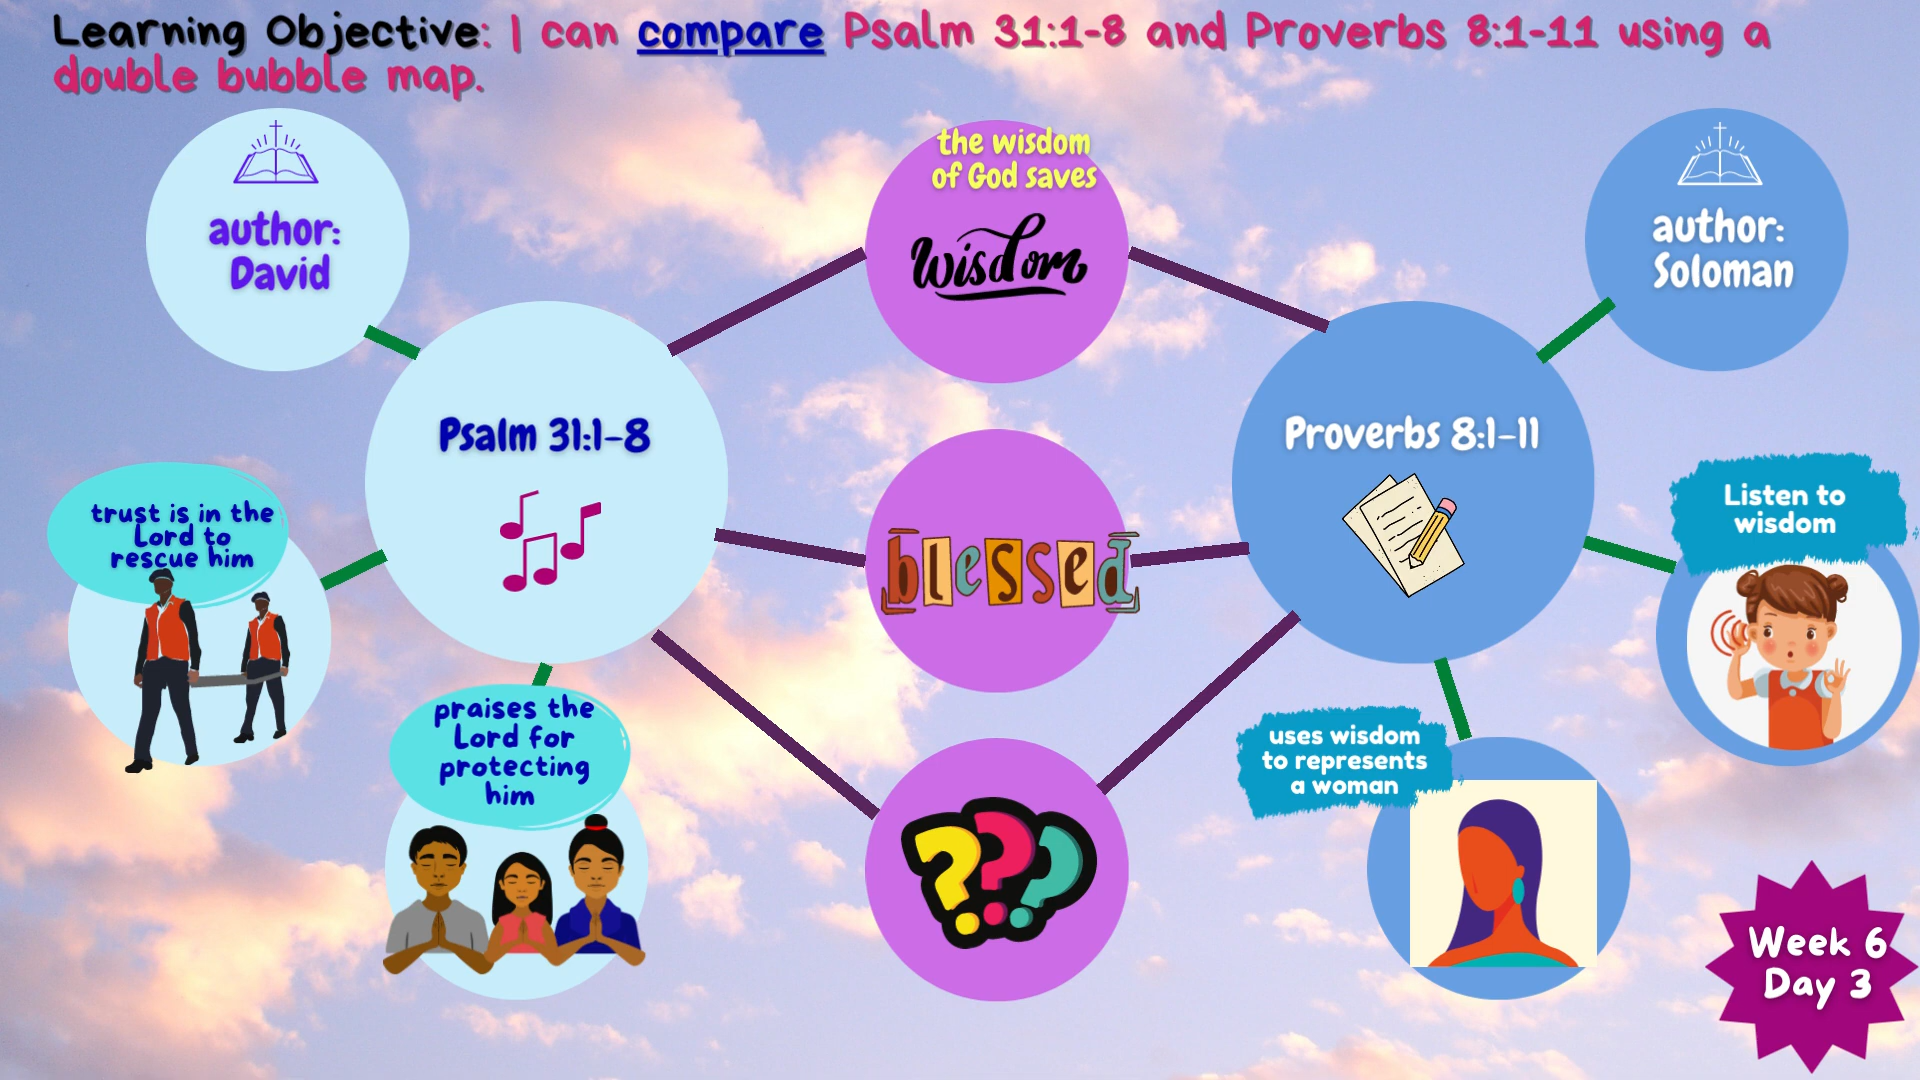 Learning Objective: I can compare Psalm 31:1-8 and Proverbs 8:1-11 using a
double bubble map.
author:
David
the wisdom
of God saves
wisdom
author:
Soloman
Psalm 31:1-8
Proverbs 8:1-11
trust is in the
Lord to
rescue him
blessed
Listen to
wisdom
praises the
Lord for
protecting
him
uses wisdom
to represents
a woman
???
Week 6
Day 3